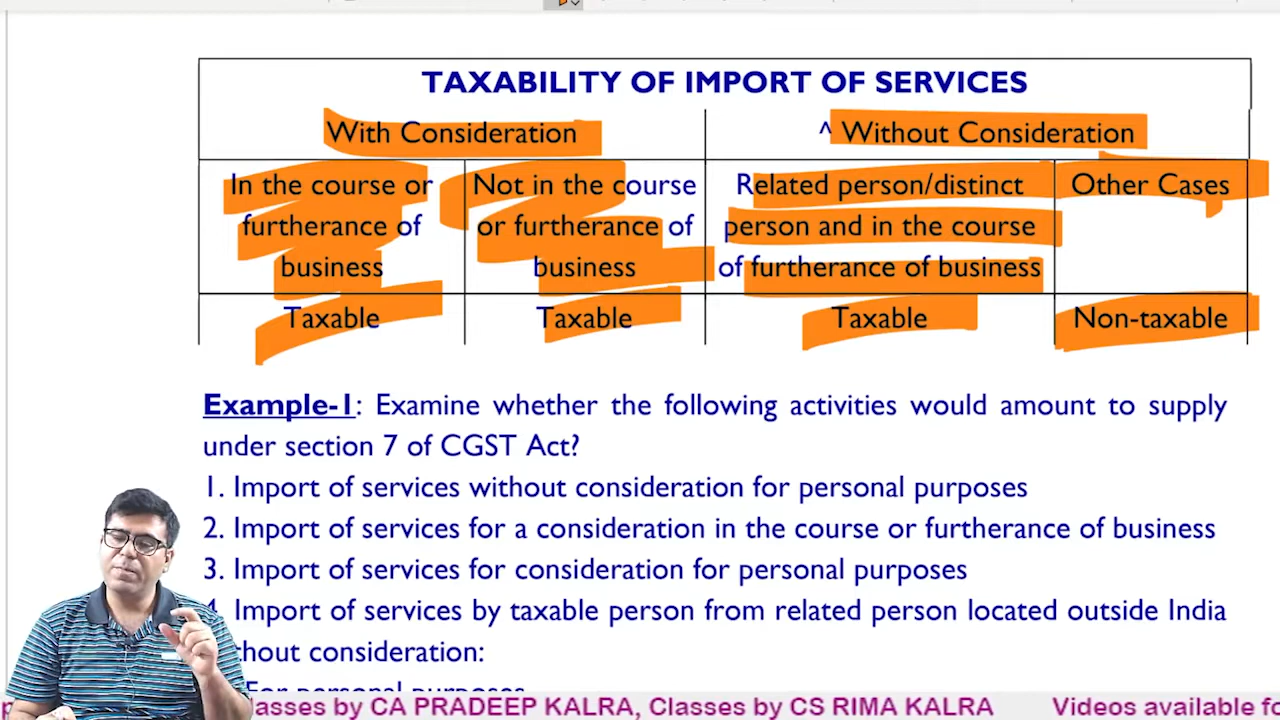 TAXABILITY OF IMPORT OF SERVICES
With Consideration
^ Without Consideration
In the course or furtherance of business
Not in the course or furtherance of business
Related person/distinct person and in the course of furtherance of business
Other Cases
Taxable
Taxable
Taxable
Non-taxable
Example-1: Examine whether the following activities would amount to supply
under section 7 of CGST Act?
1. Import of services without consideration for personal purposes
2. Import of services for a consideration in the course or furtherance of business
3. Import of services for consideration for personal purposes
4. Import of services by taxable person from related person located outside India
thout consideration:
For personal purposes
lasses by CA PRADEEP KALRA, Classes by CS RIMA KALRA Videos available fo